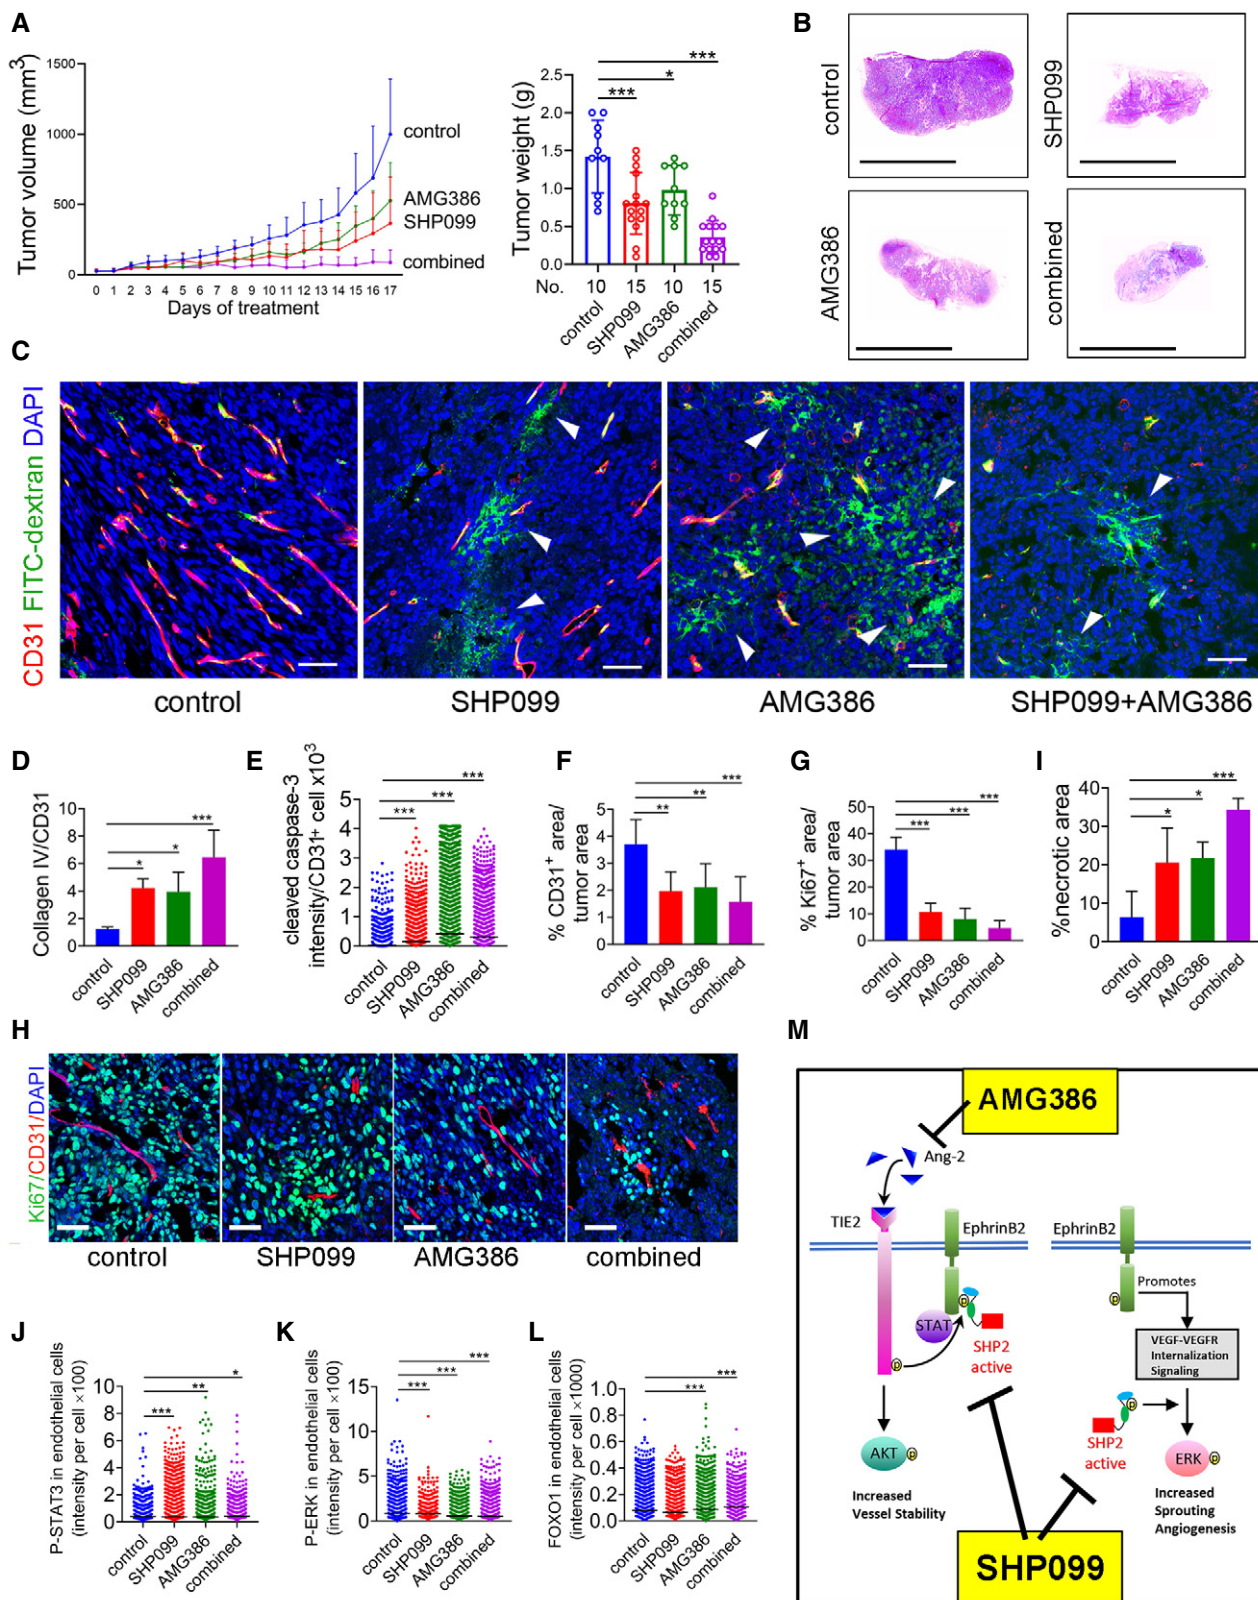 A
Tumor volume (mm3)
1500
1000
500
0
control
AMG386
SHP099
combined
0 1 2 3 4 5 6 7 8 9 10 11 12 13 14 15 16 17
Days of treatment
Tumor weight (g)
2.5
2.0
1.5
1.0
0.5
0.0
***
*
***
No. 10 15 10 15
control
SHP099
AMG386
combined
B
control
SHP099
AMG386
combined
C
CD31 FITC-dextran DAPI
control
SHP099
AMG386
SHP099+AMG386
D
Collagen IV/CD31
10
8
6
4
2
0
***
*
*
control
SHP099
AMG386
combined
E
cleaved caspase-3
intensity/CD31+ cell x103
5
4
3
2
1
0
***
***
***
control
SHP099
AMG386
combined
F
% CD31+ area/
tumor area
5
4
3
2
1
0
***
**
**
control
SHP099
AMG386
combined
G
% Ki67+ area/
tumor area
50
40
30
20
10
0
***
***
***
control
SHP099
AMG386
combined
I
%necrotic area
40
30
20
10
0
***
*
*
control
SHP099
AMG386
combined
H
Ki67/CD31/DAPI
control
SHP099
AMG386
combined
J
P-STAT3 in endothelial cells
(intensity per cell ×100)
10
8
6
4
2
0
*
**
***
control
SHP099
AMG386
combined
K
P-ERK in endothelial cells
(intensity per cell ×100)
15
10
5
0
***
***
***
control
SHP099
AMG386
combined
L
FOXO1 in endothelial cells
(intensity per cell ×1000)
1.0
0.8
0.6
0.4
0.2
0.0
***
***
control
SHP099
AMG386
combined
M
AMG386
Ang-2
TIE2
EphrinB2
EphrinB2
Promotes
P
P
STAT
SHP2
active
P
VEGF-VEGFR
Internalization
Signaling
P
SHP2
active
AKT P
ERK P
Increased
Vessel Stability
Increased
Sprouting
Angiogenesis
SHP099